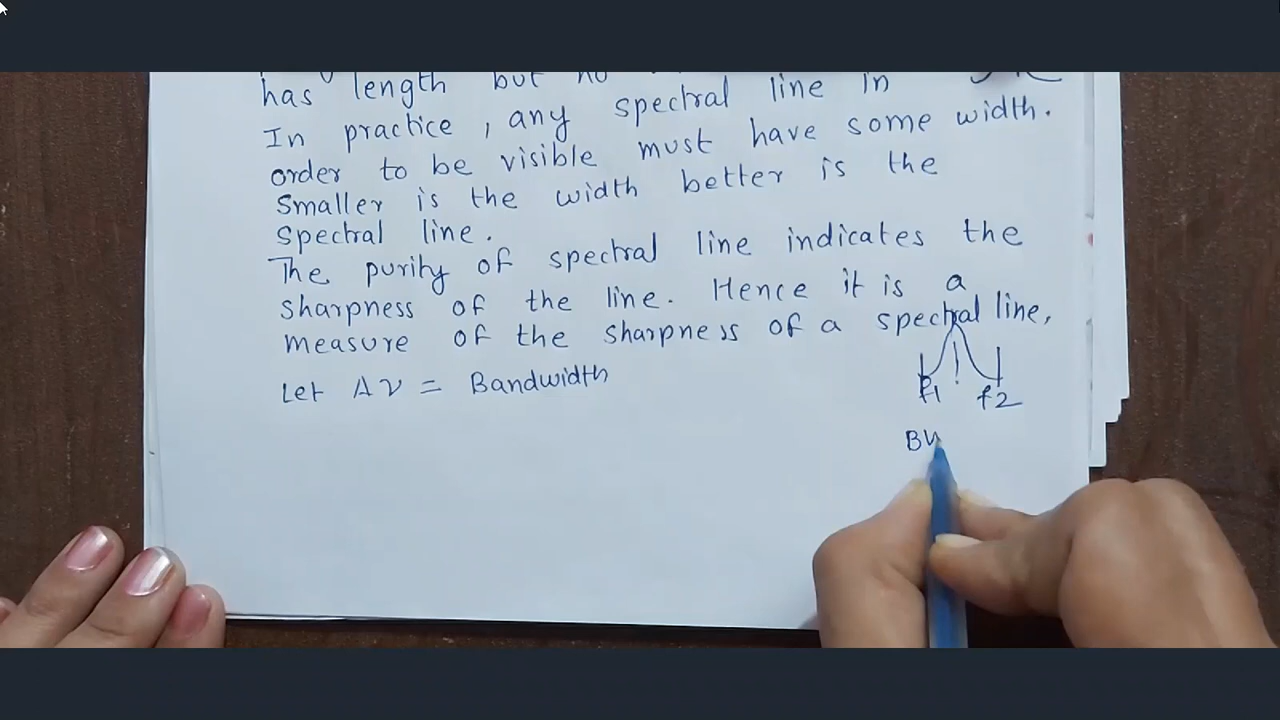 has length but no
In practice, any spectral line in
order to be visible must have some width.
Smaller is the width better is the
spectral line.
The purity of spectral line indicates the
sharpness of the line. Hence it is a
measure of the sharpness of a spectral line,
Let Δν = Bandwidth
f1 f2
BW